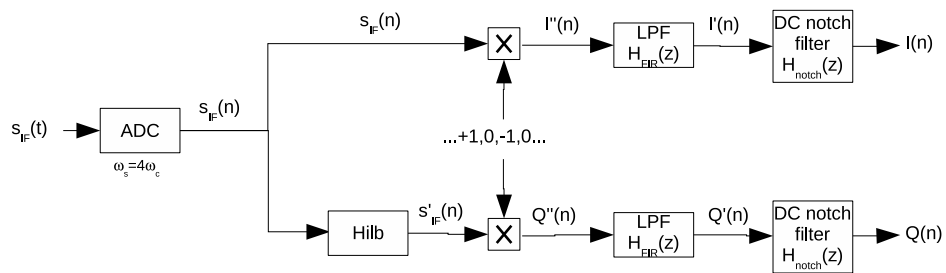 s_IF(n) I''(n) LPF H_FIR(z) I'(n) DC notch filter H_notch(z) I(n)
X
s_IF(t) ADC s_IF(n)
ω_s=4ω_c
...+1,0,-1,0...
Hilb s'_IF(n) X Q''(n) LPF H_FIR(z) Q'(n) DC notch filter H_notch(z) Q(n)